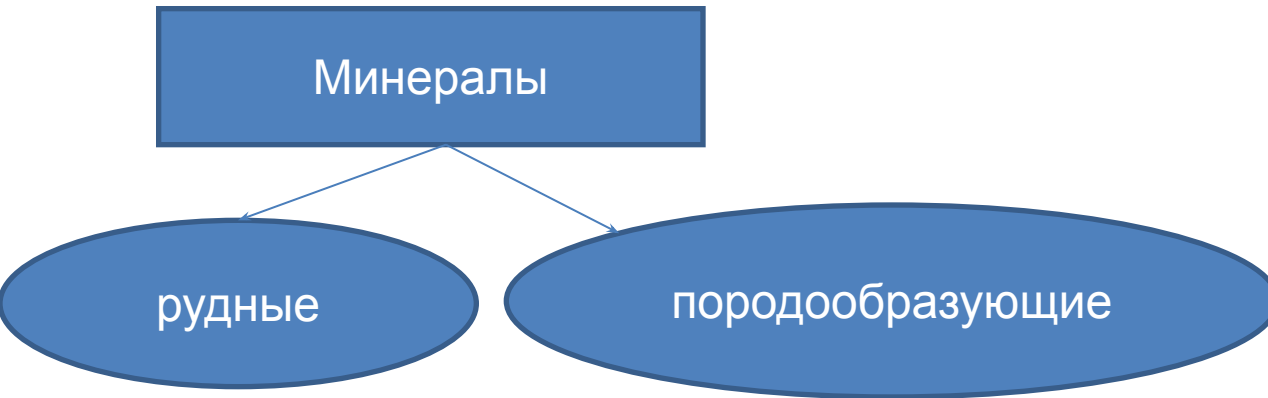 Минералы
рудные
породообразующие